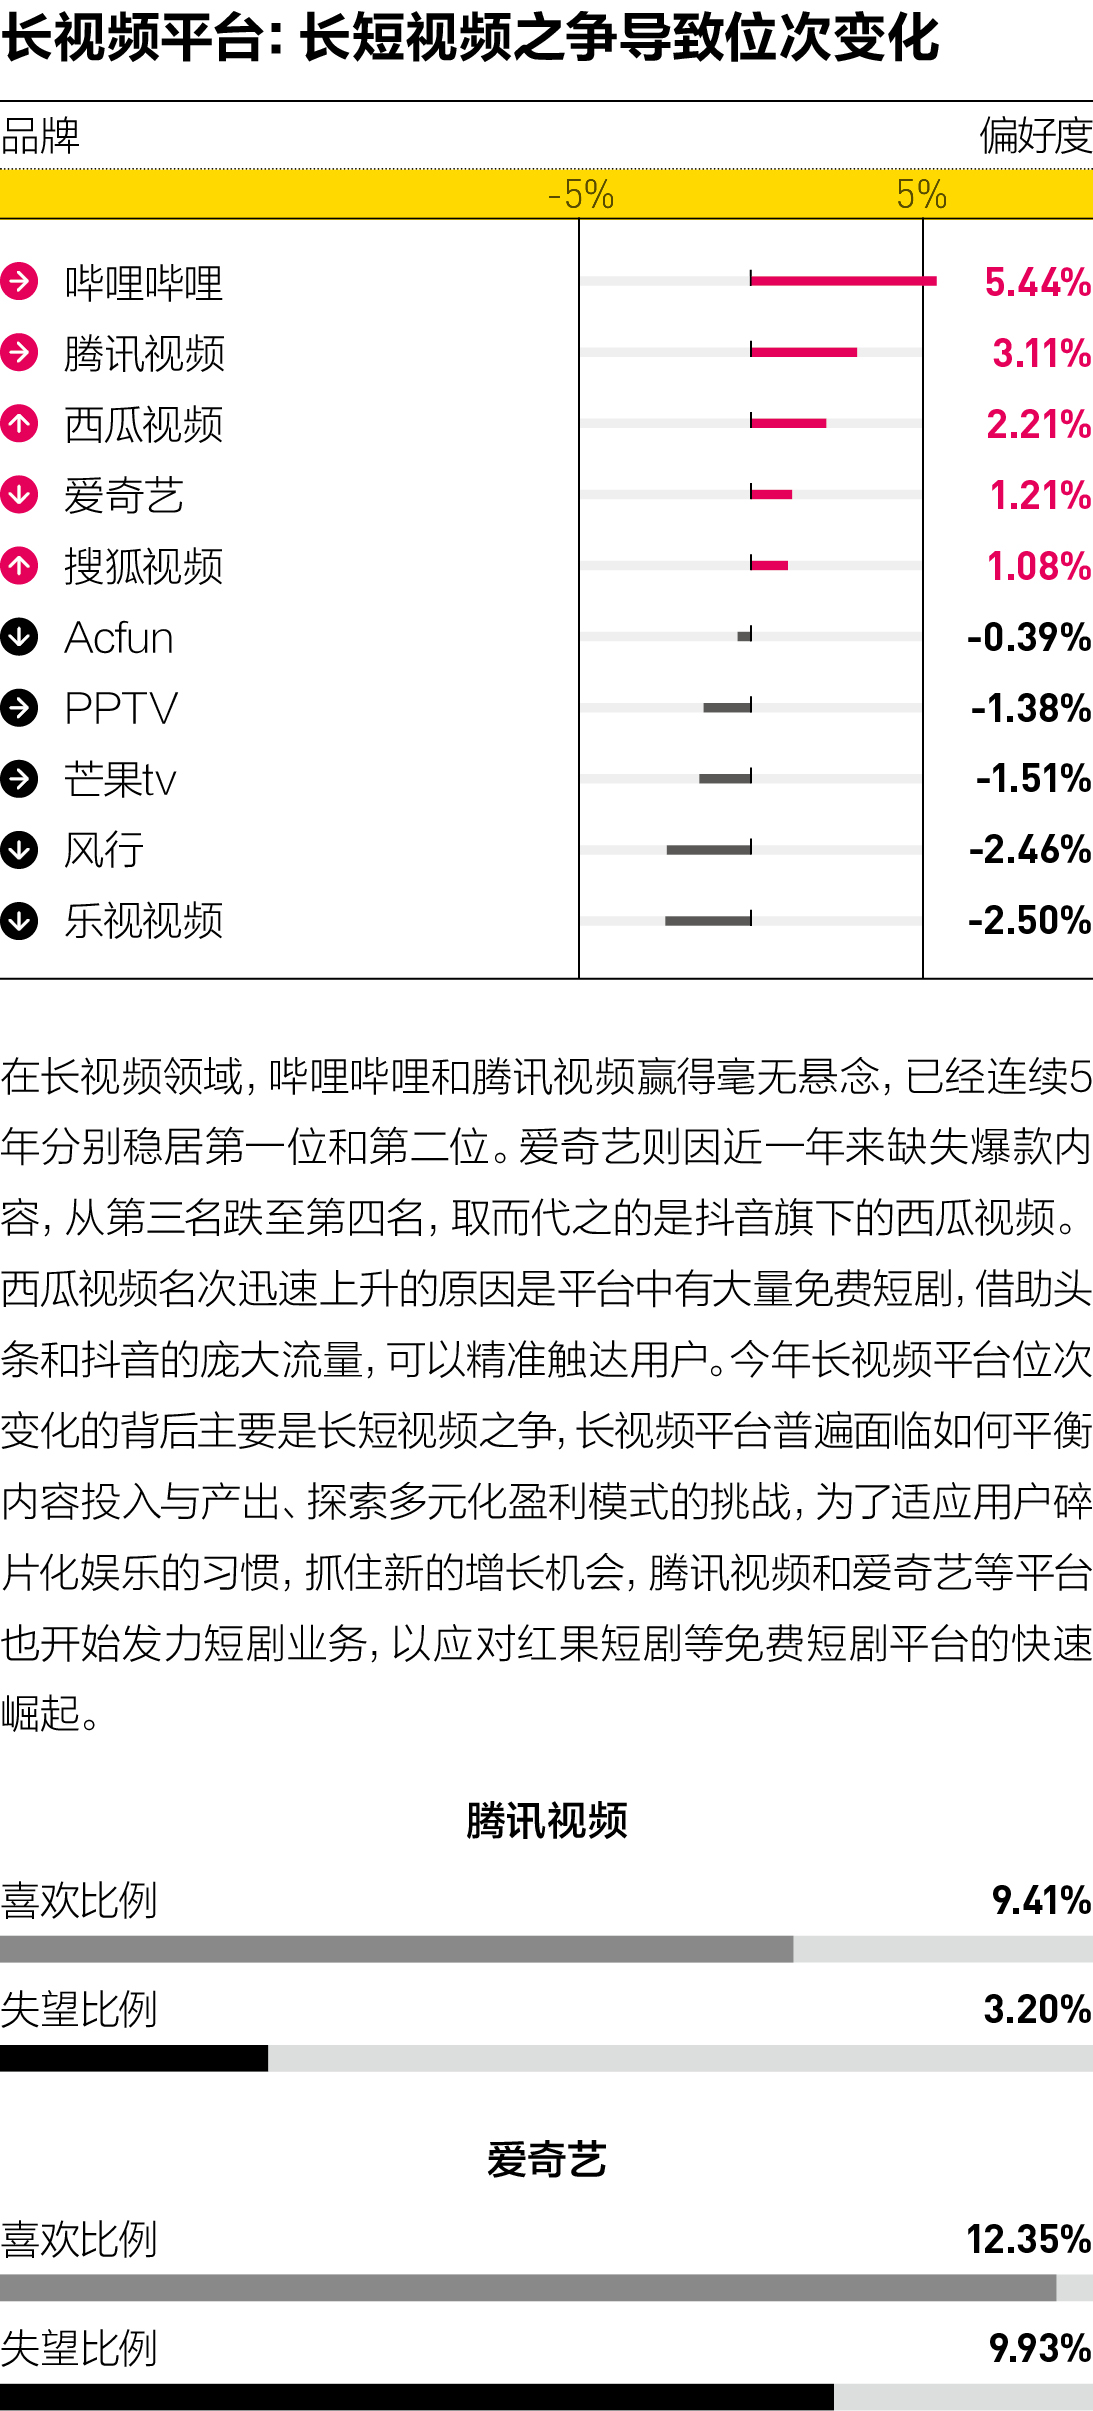 长视频平台：长短视频之争导致位次变化
品牌 偏好度
-5% 5%
哔哩哔哩 5.44%
腾讯视频 3.11%
西瓜视频 2.21%
爱奇艺 1.21%
搜狐视频 1.08%
Acfun -0.39%
PPTV -1.38%
芒果tv -1.51%
风行 -2.46%
乐视视频 -2.50%
在长视频领域，哔哩哔哩和腾讯视频赢得毫无悬念，已经连续5
年分别稳居第一位和第二位。爱奇艺则因近一年来缺失爆款内
容，从第三名跌至第四名，取而代之的是抖音旗下的西瓜视频。
西瓜视频名次迅速上升的原因是平台中有大量免费短剧，借助头
条和抖音的庞大流量，可以精准触达用户。今年长视频平台位次
变化的背后主要是长短视频之争，长视频平台普遍面临如何平衡
内容投入与产出、探索多元化盈利模式的挑战，为了适应用户碎
片化娱乐的习惯，抓住新的增长机会，腾讯视频和爱奇艺等平台
也开始发力短剧业务，以应对红果短剧等免费短剧平台的快速
崛起。
腾讯视频
喜欢比例 9.41%
失望比例 3.20%
爱奇艺
喜欢比例 12.35%
失望比例 9.93%